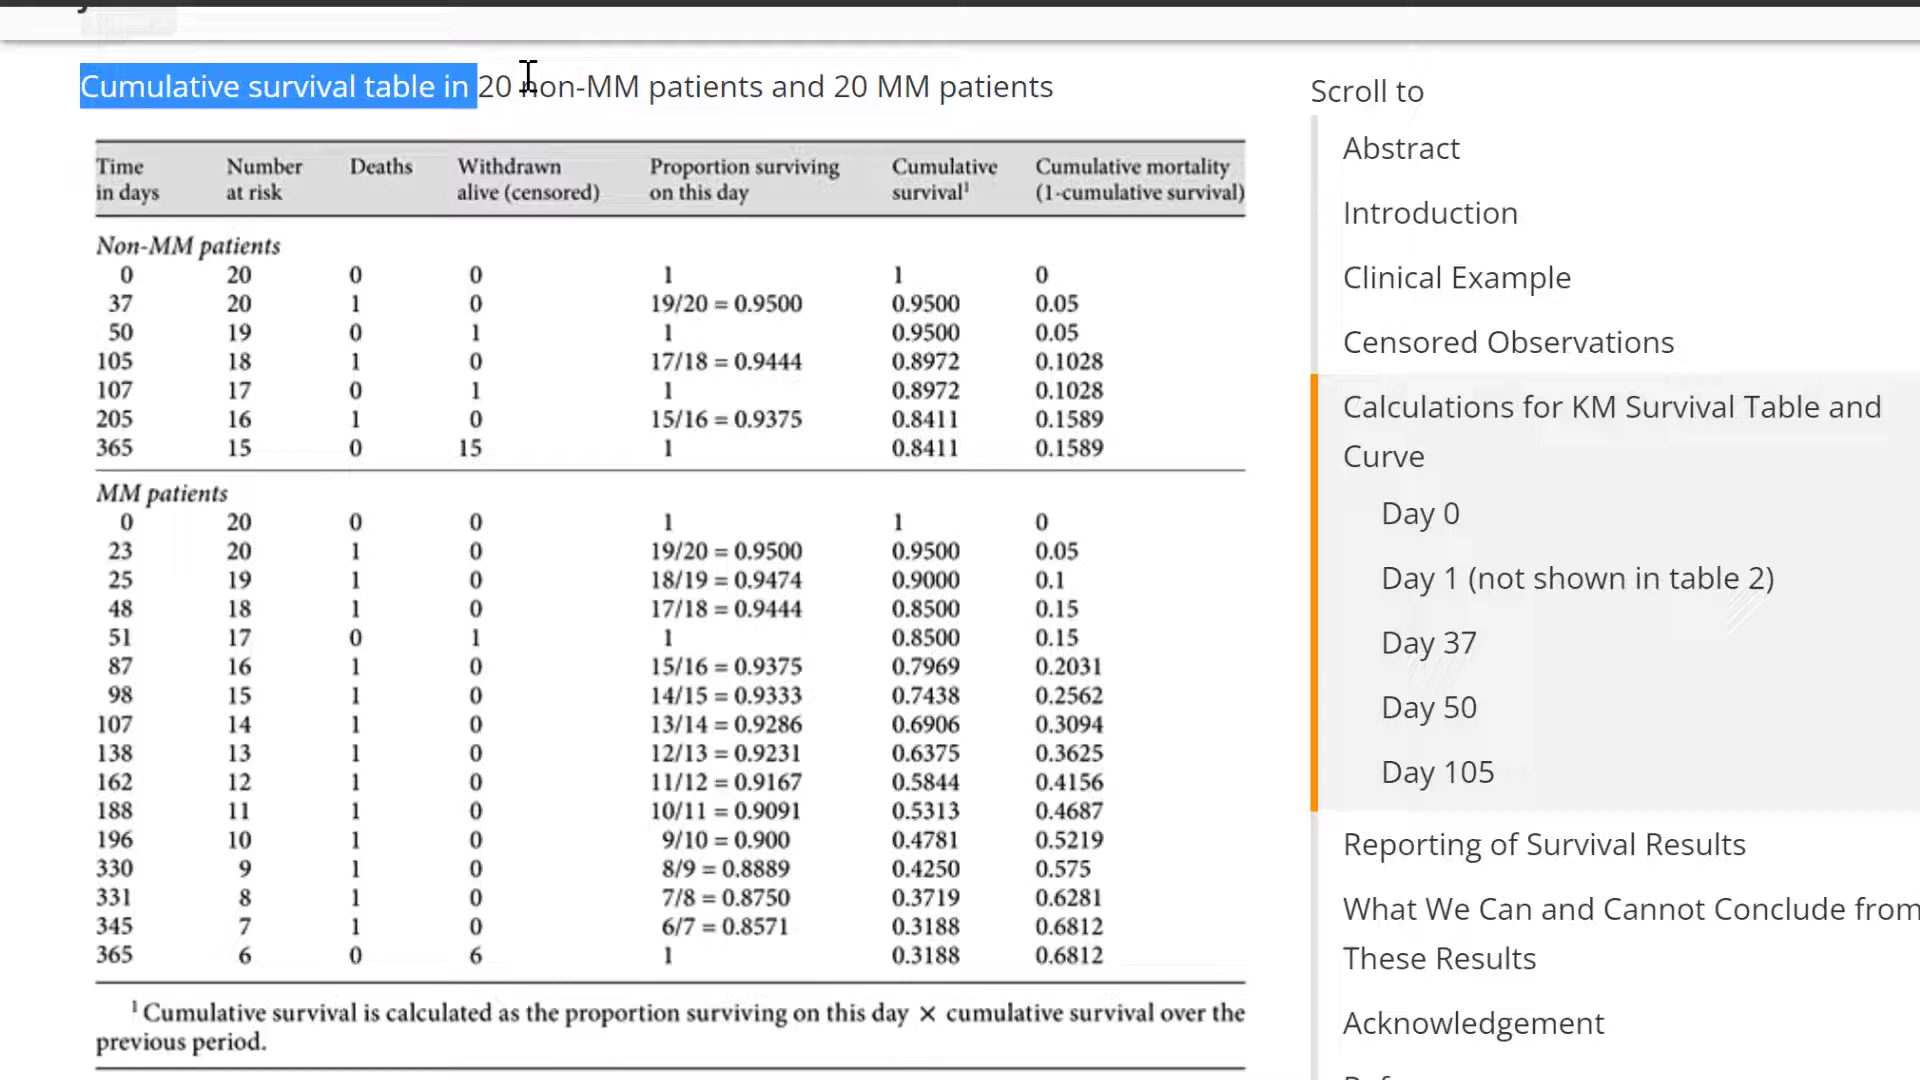 Cumulative survival table in 20 non-MM patients and 20 MM patients
Time in days Number at risk Deaths Withdrawn alive (censored) Proportion surviving on this day Cumulative survival¹ Cumulative mortality (1-cumulative survival)
Non-MM patients
0 20 0 0 1 1 0
37 20 1 0 19/20 = 0.9500 0.9500 0.05
50 19 0 1 1 0.9500 0.05
105 18 1 0 17/18 = 0.9444 0.8972 0.1028
107 17 0 1 1 0.8972 0.1028
205 16 1 0 15/16 = 0.9375 0.8411 0.1589
365 15 0 15 1 0.8411 0.1589
MM patients
0 20 0 0 1 1 0
23 20 1 0 19/20 = 0.9500 0.9500 0.05
25 19 1 0 18/19 = 0.9474 0.9000 0.1
48 18 1 0 17/18 = 0.9444 0.8500 0.15
51 17 0 1 1 0.8500 0.15
87 16 1 0 15/16 = 0.9375 0.7969 0.2031
98 15 1 0 14/15 = 0.9333 0.7438 0.2562
107 14 1 0 13/14 = 0.9286 0.6906 0.3094
138 13 1 0 12/13 = 0.9231 0.6375 0.3625
162 12 1 0 11/12 = 0.9167 0.5844 0.4156
188 11 1 0 10/11 = 0.9091 0.5313 0.4687
196 10 1 0 9/10 = 0.900 0.4781 0.5219
330 9 1 0 8/9 = 0.8889 0.4250 0.575
331 8 1 0 7/8 = 0.8750 0.3719 0.6281
345 7 1 0 6/7 = 0.8571 0.3188 0.6812
365 6 0 6 1 0.3188 0.6812
¹ Cumulative survival is calculated as the proportion surviving on this day × cumulative survival over the
previous period.
Scroll to
Abstract
Introduction
Clinical Example
Censored Observations
Calculations for KM Survival Table and
Curve
Day 0
Day 1 (not shown in table 2)
Day 37
Day 50
Day 105
Reporting of Survival Results
What We Can and Cannot Conclude from
These Results
Acknowledgement